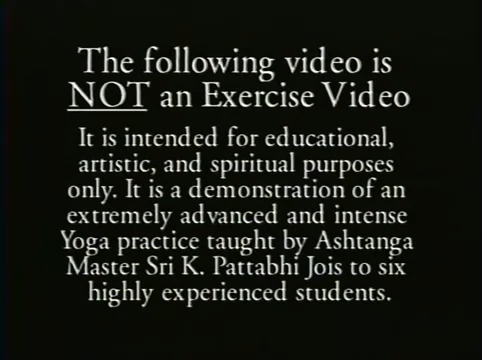 The following video is
NOT an Exercise Video
It is intended for educational,
artistic, and spiritual purposes
only. It is a demonstration of an
extremely advanced and intense
Yoga practice taught by Ashtanga
Master Sri K. Pattabhi Jois to six
highly experienced students.